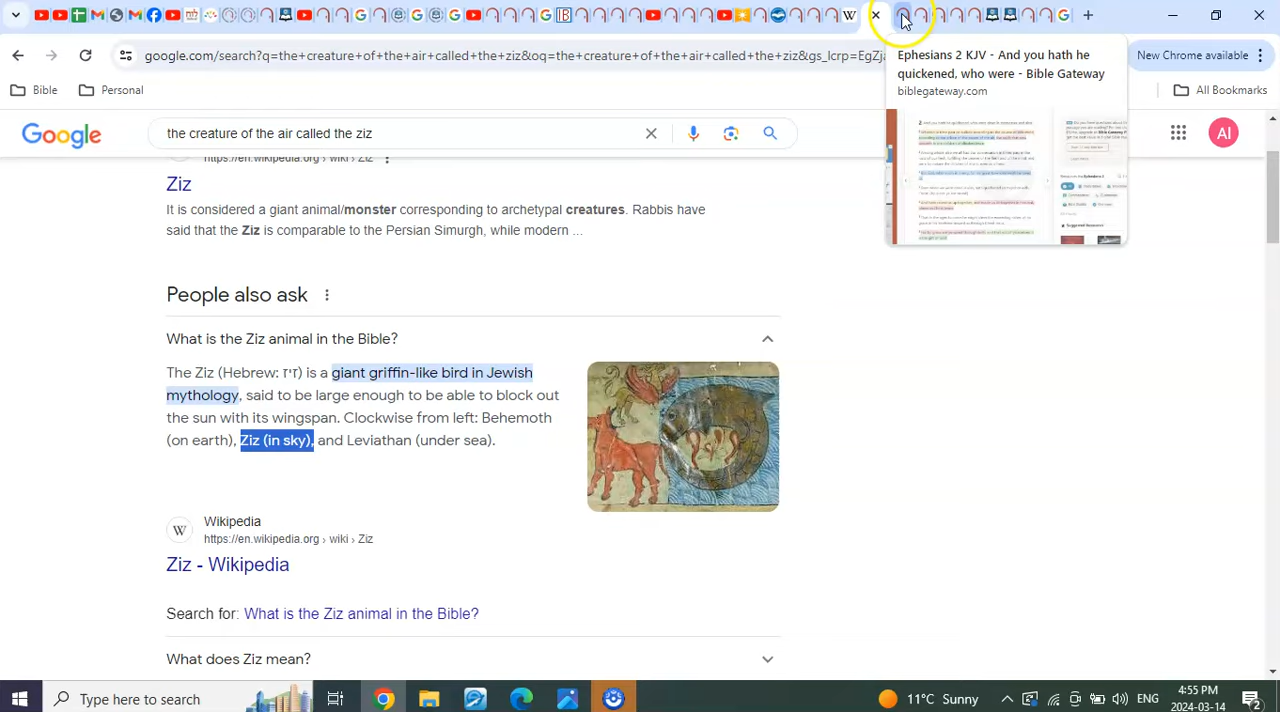 google.com/search?q=the+creature+of+the+air+called+the+ziz&oq=the+creature+of+the+air+called+the+ziz&gs_lcrp=EgZja
New Chrome available
Bible
Personal
All Bookmarks
Ephesians 2 KJV - And you hath he
quickened, who were - Bible Gateway
biblegateway.com
Google
the creature of the air called the ziz
AI
Ziz
It is considered a giant animal/monster corresponding to archetypal creatures. Rabbis have
said that the Ziz is comparable to the Persian Simurgh, while modern ...
People also ask
What is the Ziz animal in the Bible?
The Ziz (Hebrew: זיז) is a giant griffin-like bird in Jewish
mythology, said to be large enough to be able to block out
the sun with its wingspan. Clockwise from left: Behemoth
(on earth), Ziz (in sky), and Leviathan (under sea).
Wikipedia
https://en.wikipedia.org › wiki › Ziz
Ziz - Wikipedia
Search for: What is the Ziz animal in the Bible?
What does Ziz mean?
Type here to search
11°C Sunny
ENG
4:55 PM
2024-03-14
2